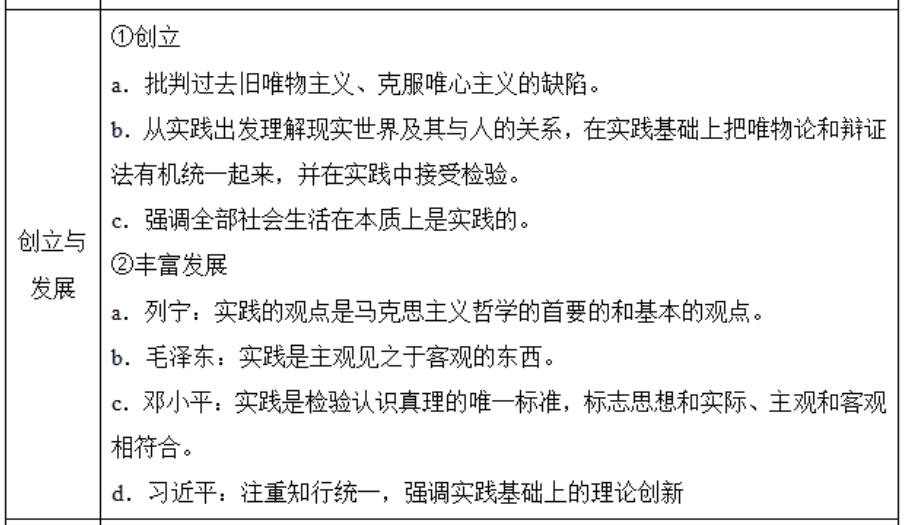 创立与
发展
①创立
a. 批判过去旧唯物主义、克服唯心主义的缺陷。
b. 从实践出发理解现实世界及其与人的关系，在实践基础上把唯物论和辩证
法有机统一起来，并在实践中接受检验。
c. 强调全部社会生活在本质上是实践的。
②丰富发展
a. 列宁：实践的观点是马克思主义哲学的首要的和基本的观点。
b. 毛泽东：实践是主观见之于客观的东西。
c. 邓小平：实践是检验认识真理的唯一标准，标志思想和实际、主观和客观
相符合。
d. 习近平：注重知行统一，强调实践基础上的理论创新